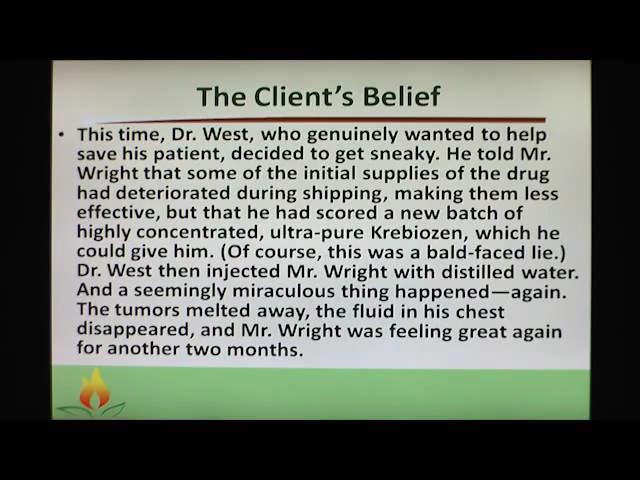 The Client's Belief
• This time, Dr. West, who genuinely wanted to help
save his patient, decided to get sneaky. He told Mr.
Wright that some of the initial supplies of the drug
had deteriorated during shipping, making them less
effective, but that he had scored a new batch of
highly concentrated, ultra-pure Krebiozen, which he
could give him. (Of course, this was a bald-faced lie.)
Dr. West then injected Mr. Wright with distilled water.
And a seemingly miraculous thing happened—again.
The tumors melted away, the fluid in his chest
disappeared, and Mr. Wright was feeling great again
for another two months.